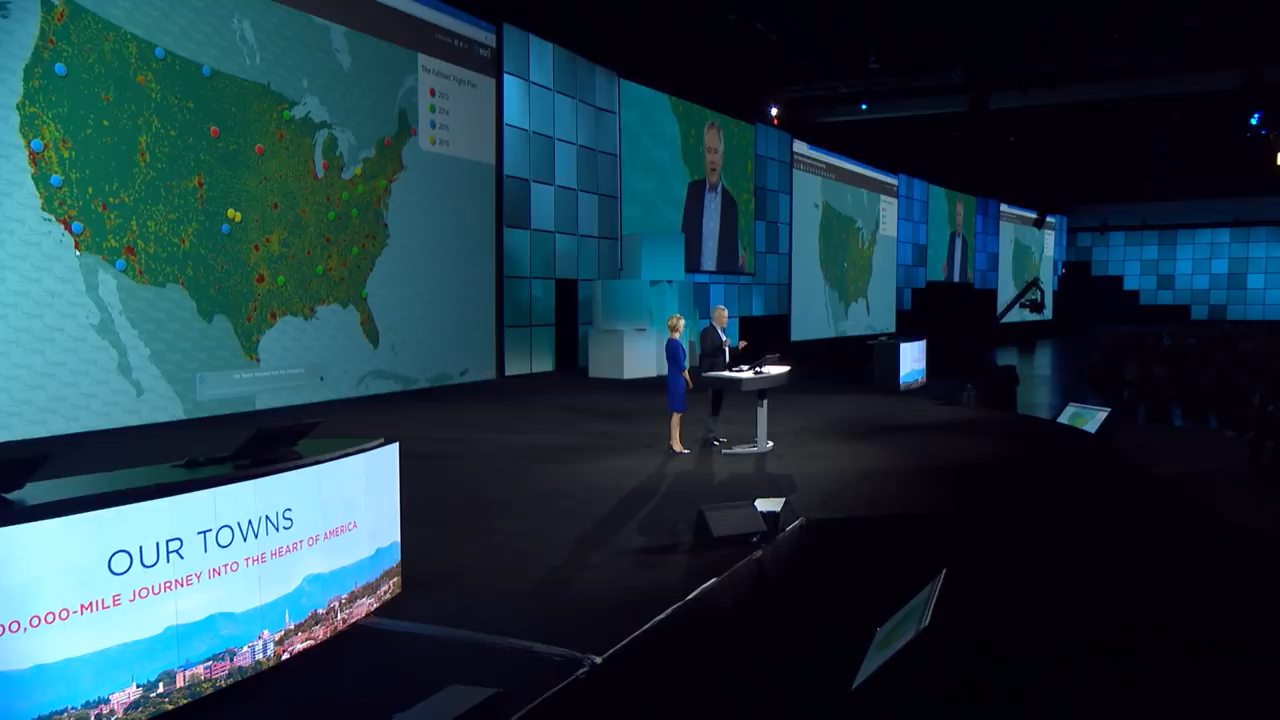 esri
The Fallows' Flight Plan
2013
2014
2015
2016
OUR TOWNS
00,000-MILE JOURNEY INTO THE HEART OF AMERICA